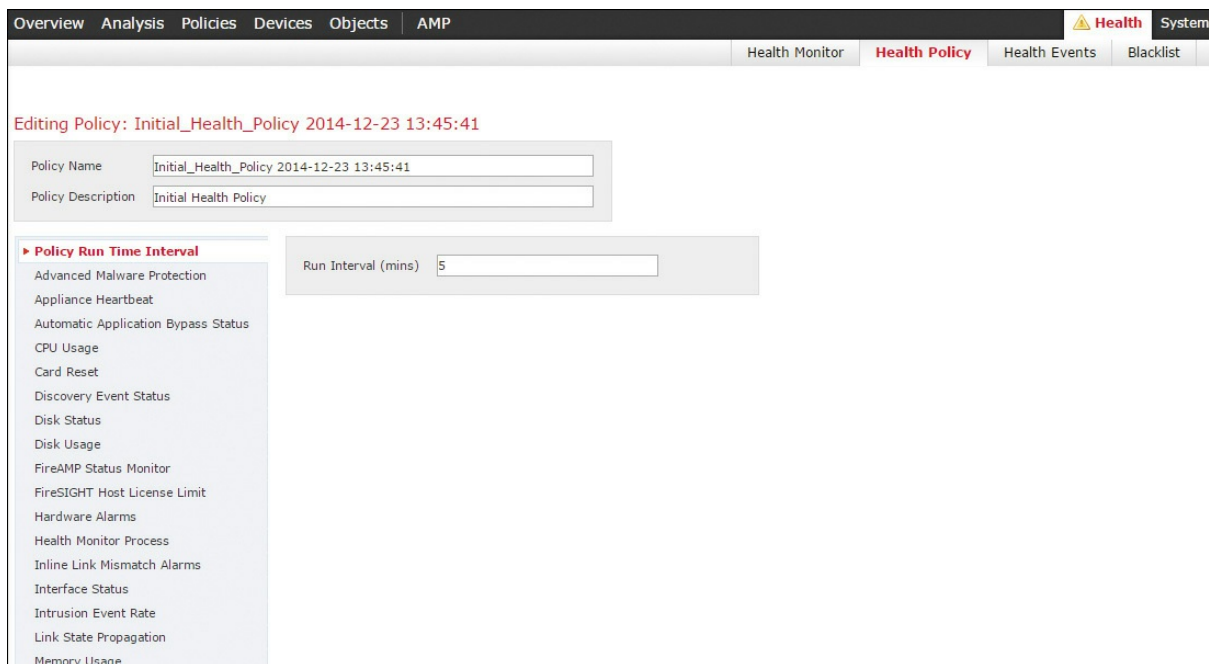 Overview Analysis Policies Devices Objects AMP Health System
Health Monitor Health Policy Health Events Blacklist
Editing Policy: Initial_Health_Policy 2014-12-23 13:45:41
Policy Name Initial_Health_Policy 2014-12-23 13:45:41
Policy Description Initial Health Policy
Policy Run Time Interval
Run Interval (mins) 5
Advanced Malware Protection
Appliance Heartbeat
Automatic Application Bypass Status
CPU Usage
Card Reset
Discovery Event Status
Disk Status
Disk Usage
FireAMP Status Monitor
FireSIGHT Host License Limit
Hardware Alarms
Health Monitor Process
Inline Link Mismatch Alarms
Interface Status
Intrusion Event Rate
Link State Propagation
Memory Usage